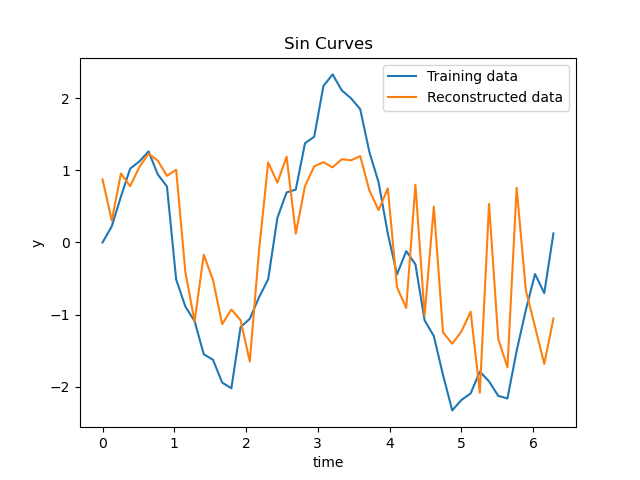 Sin Curves
Training data
Reconstructed data
y
2
1
0
−1
−2
0 1 2 3 4 5 6
time